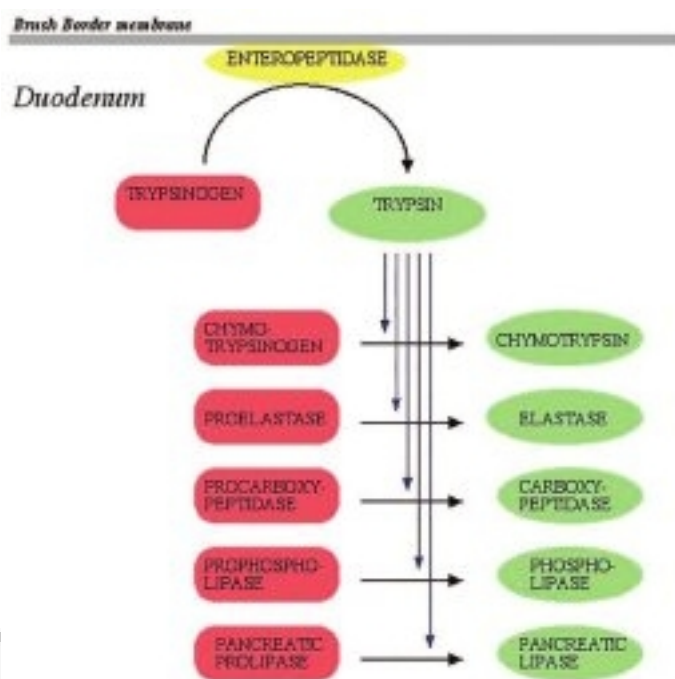 Brush Border membrane
ENTEROPEPTIDASE
Duodenum
TRYPSINOGEN
TRYPSIN
CHYMO-
TRYPSINOGEN
CHYMOTRYPSIN
PROELASTASE
ELASTASE
PROCARBOXY-
PEPTIDASE
CARBOXY-
PEPTIDASE
PROPHOSPHO-
LIPASE
PHOSPHO-
LIPASE
PANCREATIC
PROLIPASE
PANCREATIC
LIPASE